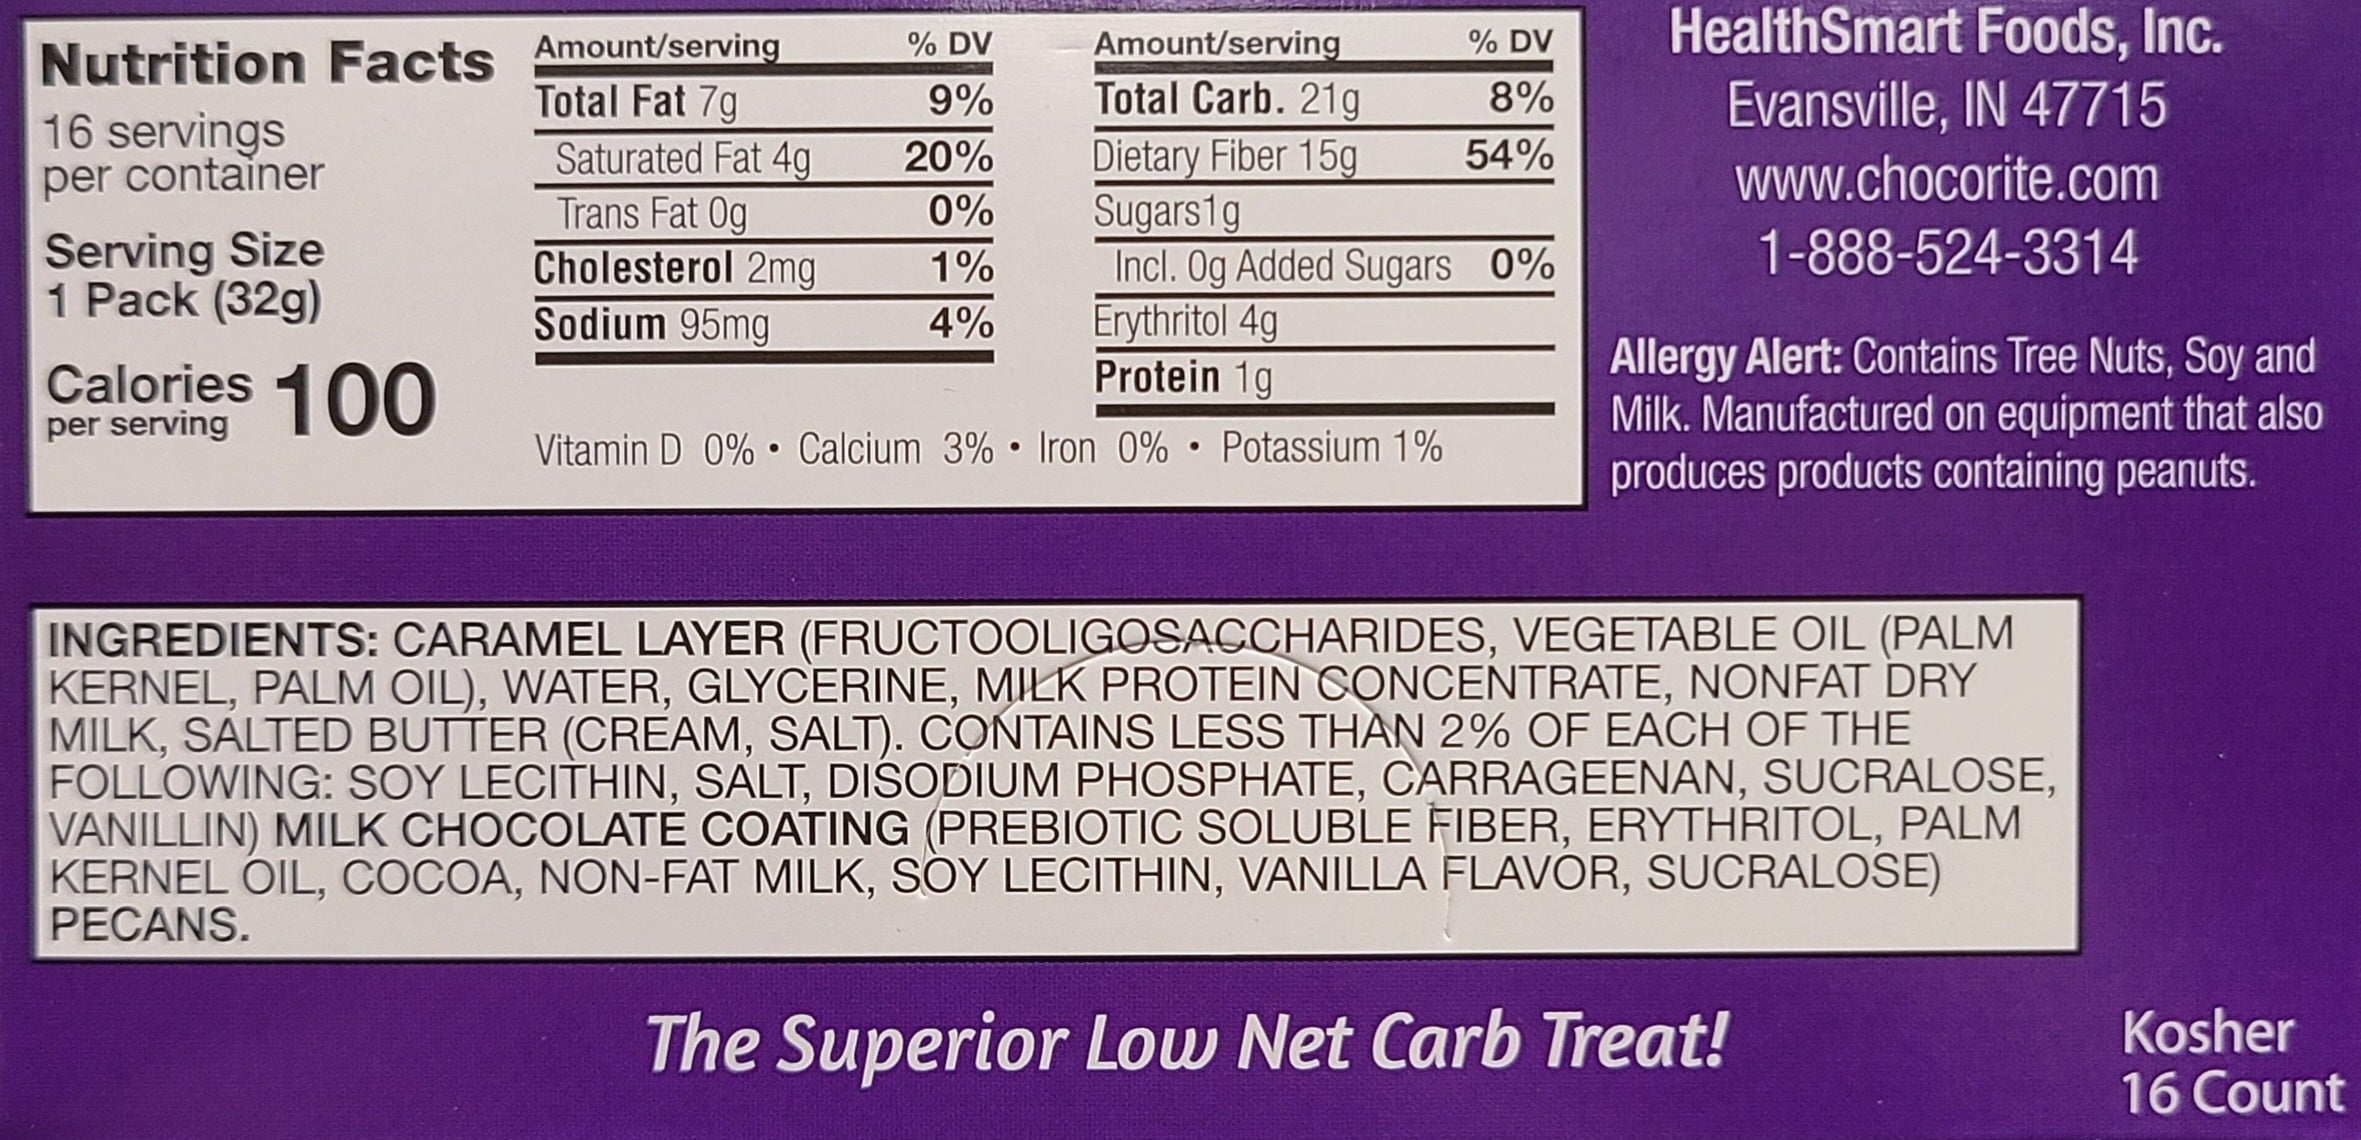 Nutrition Facts
16 servings
per container
Serving Size
1 Pack (32g)
Calories 100
per serving
Amount/serving % DV
Total Fat 7g 9%
Saturated Fat 4g 20%
Trans Fat 0g 0%
Cholesterol 2mg 1%
Sodium 95mg 4%
Amount/serving % DV
Total Carb. 21g 8%
Dietary Fiber 15g 54%
Sugars1g
Incl. 0g Added Sugars 0%
Erythritol 4g
Protein 1g
Vitamin D 0% • Calcium 3% • Iron 0% • Potassium 1%
HealthSmart Foods, Inc.
Evansville, IN 47715
www.chocorite.com
1-888-524-3314
Allergy Alert: Contains Tree Nuts, Soy and
Milk. Manufactured on equipment that also
produces products containing peanuts.
INGREDIENTS: CARAMEL LAYER (FRUCTOOLIGOSACCHARIDES, VEGETABLE OIL (PALM
KERNEL, PALM OIL), WATER, GLYCERINE, MILK PROTEIN CONCENTRATE, NONFAT DRY
MILK, SALTED BUTTER (CREAM, SALT). CONTAINS LESS THAN 2% OF EACH OF THE
FOLLOWING: SOY LECITHIN, SALT, DISODIUM PHOSPHATE, CARRAGEENAN, SUCRALOSE,
VANILLIN) MILK CHOCOLATE COATING (PREBIOTIC SOLUBLE FIBER, ERYTHRITOL, PALM
KERNEL OIL, COCOA, NON-FAT MILK, SOY LECITHIN, VANILLA FLAVOR, SUCRALOSE)
PECANS.
The Superior Low Net Carb Treat!
Kosher
16 Count